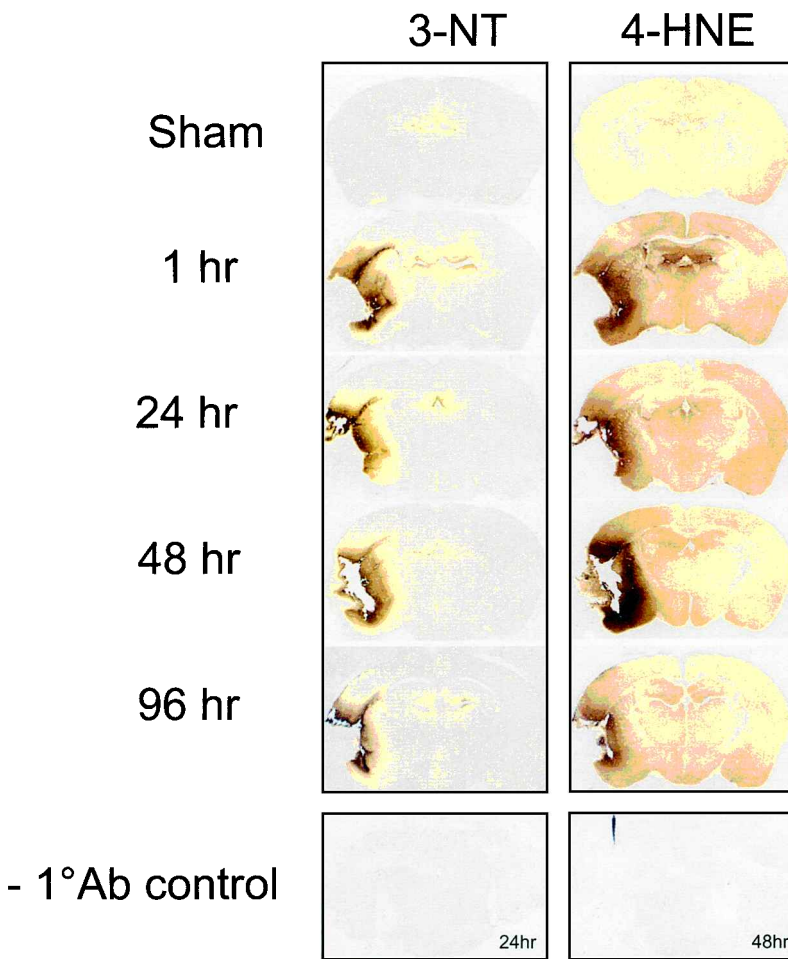 3-NT 4-HNE
Sham
1 hr
24 hr
48 hr
96 hr
- 1°Ab control
24hr 48hr